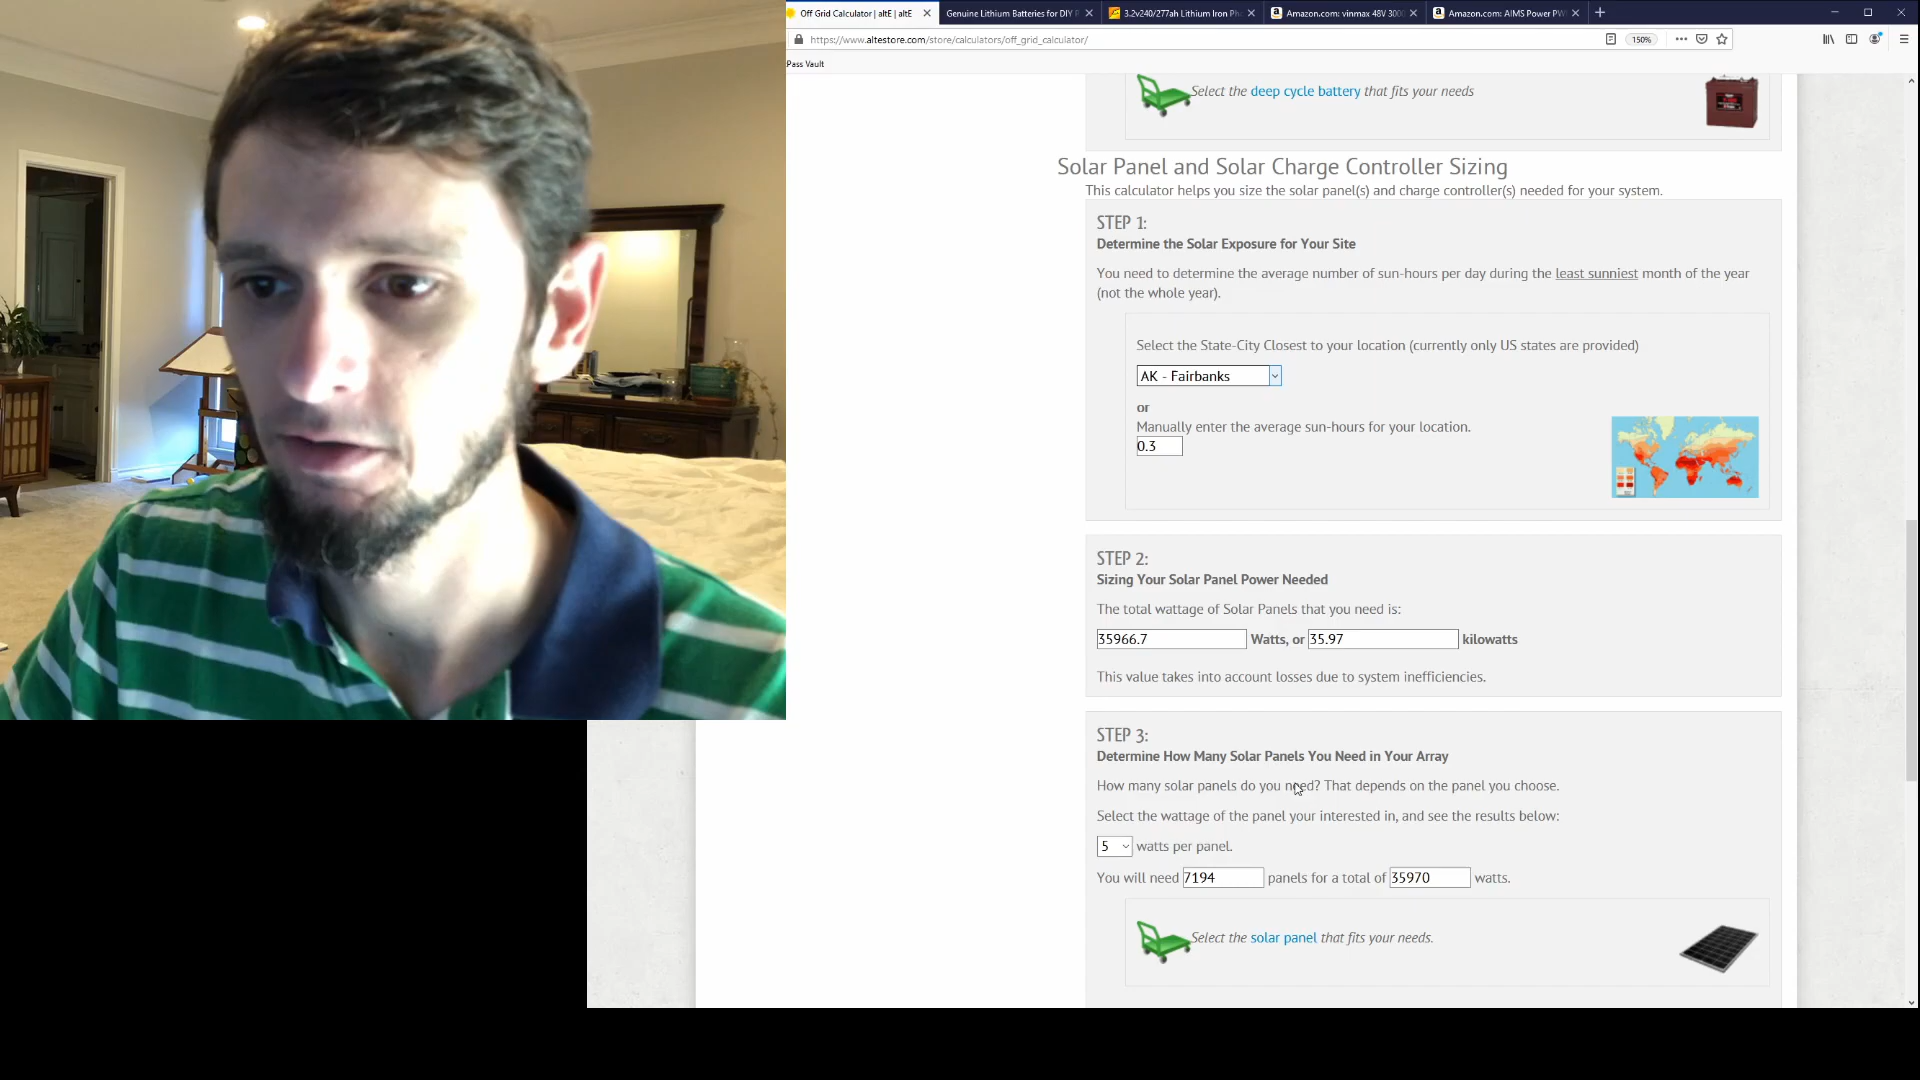 Off Grid Calculator | altE | altE
Genuine Lithium Batteries for DIY P
3.2v240/277ah Lithium Iron Ph
Amazon.com: vinmax 48V 3000
Amazon.com: AIMS Power PW
https://www.altestore.com/store/calculators/off_grid_calculator/
150%
Pass Vault
Select the deep cycle battery that fits your needs
Solar Panel and Solar Charge Controller Sizing
This calculator helps you size the solar panel(s) and charge controller(s) needed for your system.
STEP 1:
Determine the Solar Exposure for Your Site
You need to determine the average number of sun-hours per day during the least sunniest month of the year
(not the whole year).
Select the State-City Closest to your location (currently only US states are provided)
AK - Fairbanks
or
Manually enter the average sun-hours for your location.
0.3
STEP 2:
Sizing Your Solar Panel Power Needed
The total wattage of Solar Panels that you need is:
35966.7 Watts, or 35.97 kilowatts
This value takes into account losses due to system inefficiencies.
STEP 3:
Determine How Many Solar Panels You Need in Your Array
How many solar panels do you need? That depends on the panel you choose.
Select the wattage of the panel your interested in, and see the results below:
5 watts per panel.
You will need 7194 panels for a total of 35970 watts.
Select the solar panel that fits your needs.